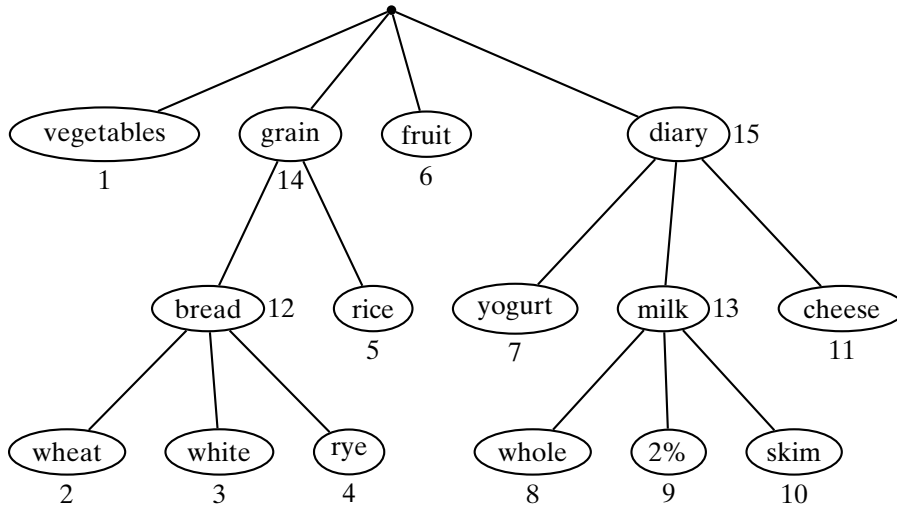 vegetables grain fruit diary 15
1 14 6
bread 12 rice yogurt milk 13 cheese
5 7 11
wheat white rye whole 2% skim
2 3 4 8 9 10